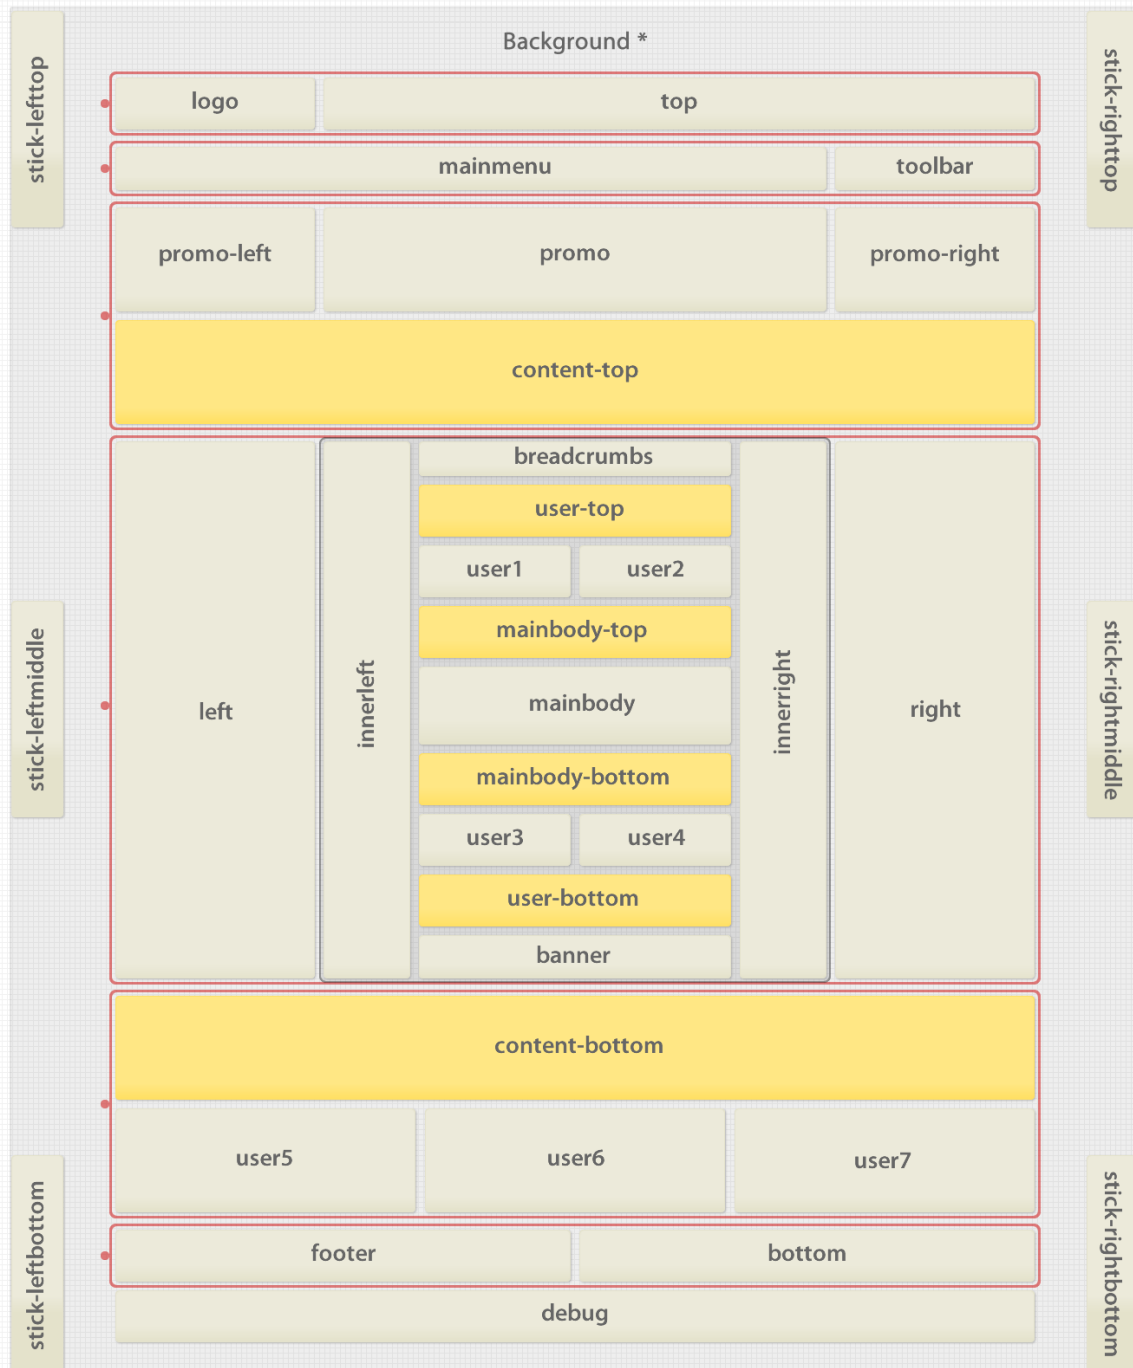 Background *
stick-lefttop
stick-righttop
logo
top
mainmenu
toolbar
promo-left
promo
promo-right
content-top
breadcrumbs
user-top
user1
user2
mainbody-top
stick-leftmiddle
left
innerleft
mainbody
innerright
right
stick-rightmiddle
mainbody-bottom
user3
user4
user-bottom
banner
content-bottom
user5
user6
user7
stick-leftbottom
stick-rightbottom
footer
bottom
debug